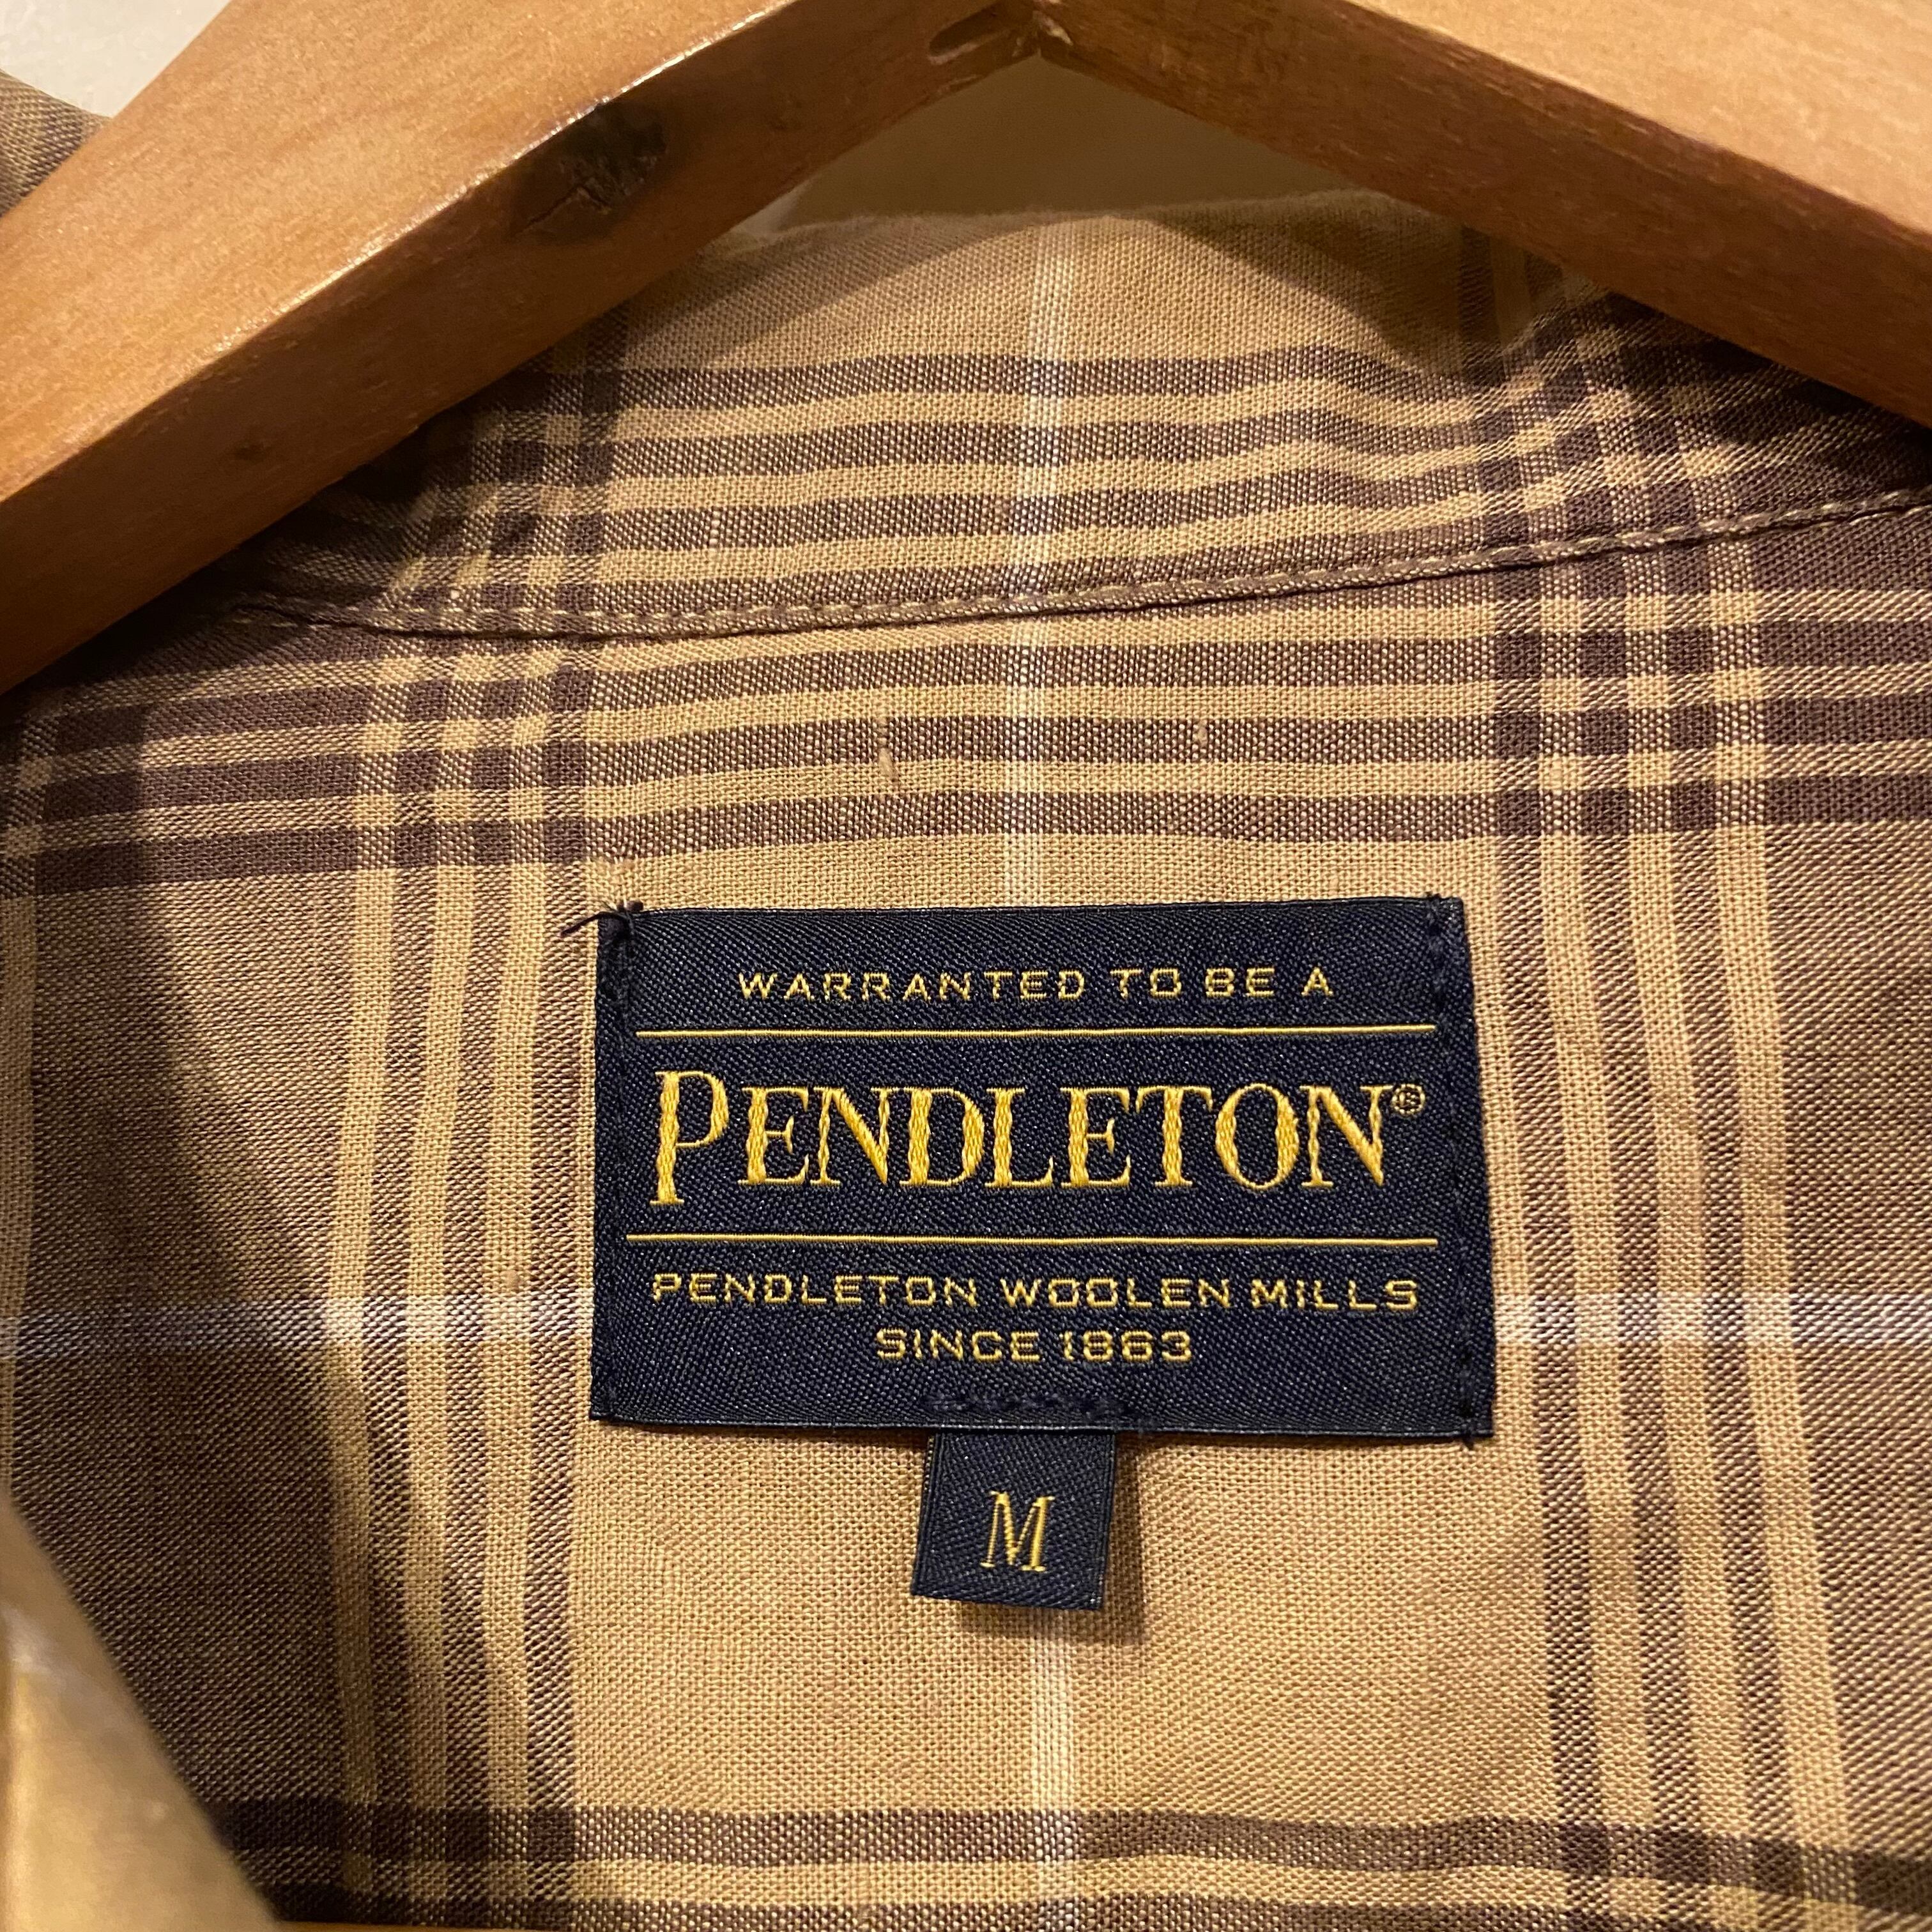 WARRANTED TO BE A
PENDLETON®
PENDLETON WOOLEN MILLS
SINCE 1863
M